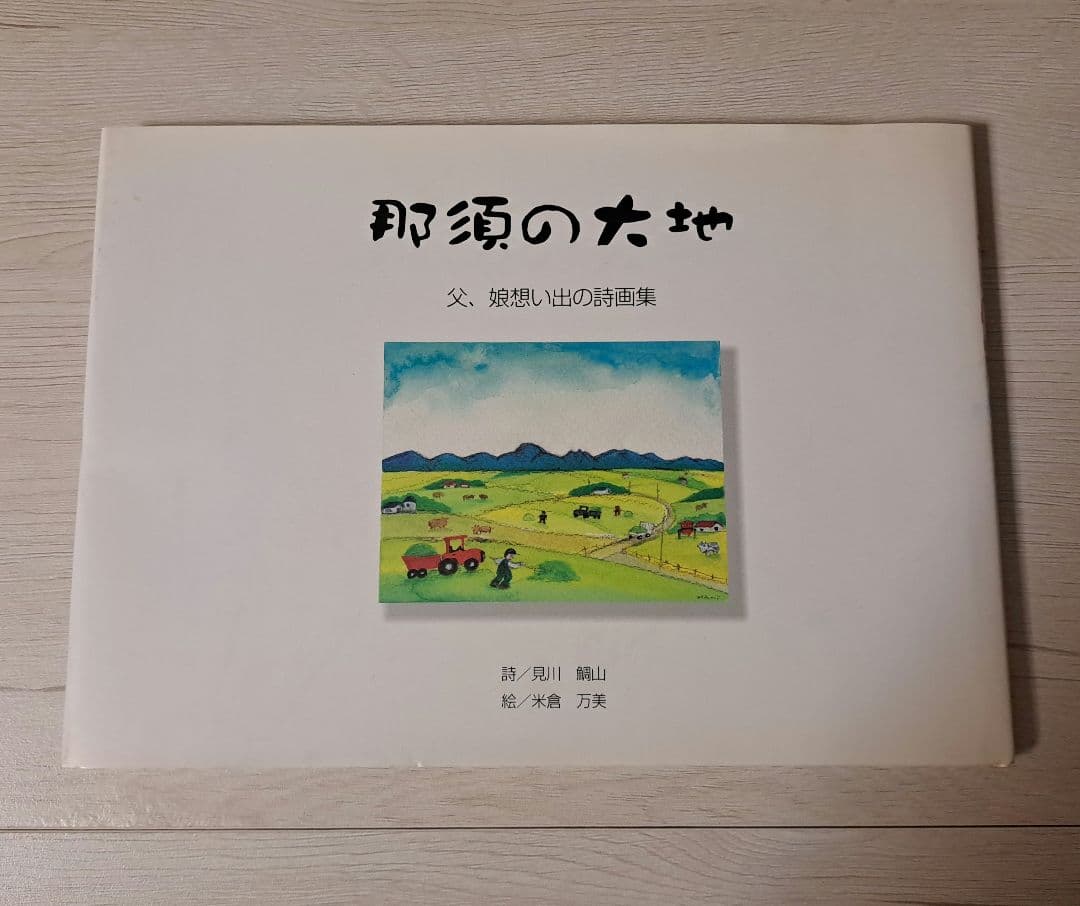 那須の大地
父、娘想い出の詩画集
詩／見川　鯛山
絵／米倉　万美